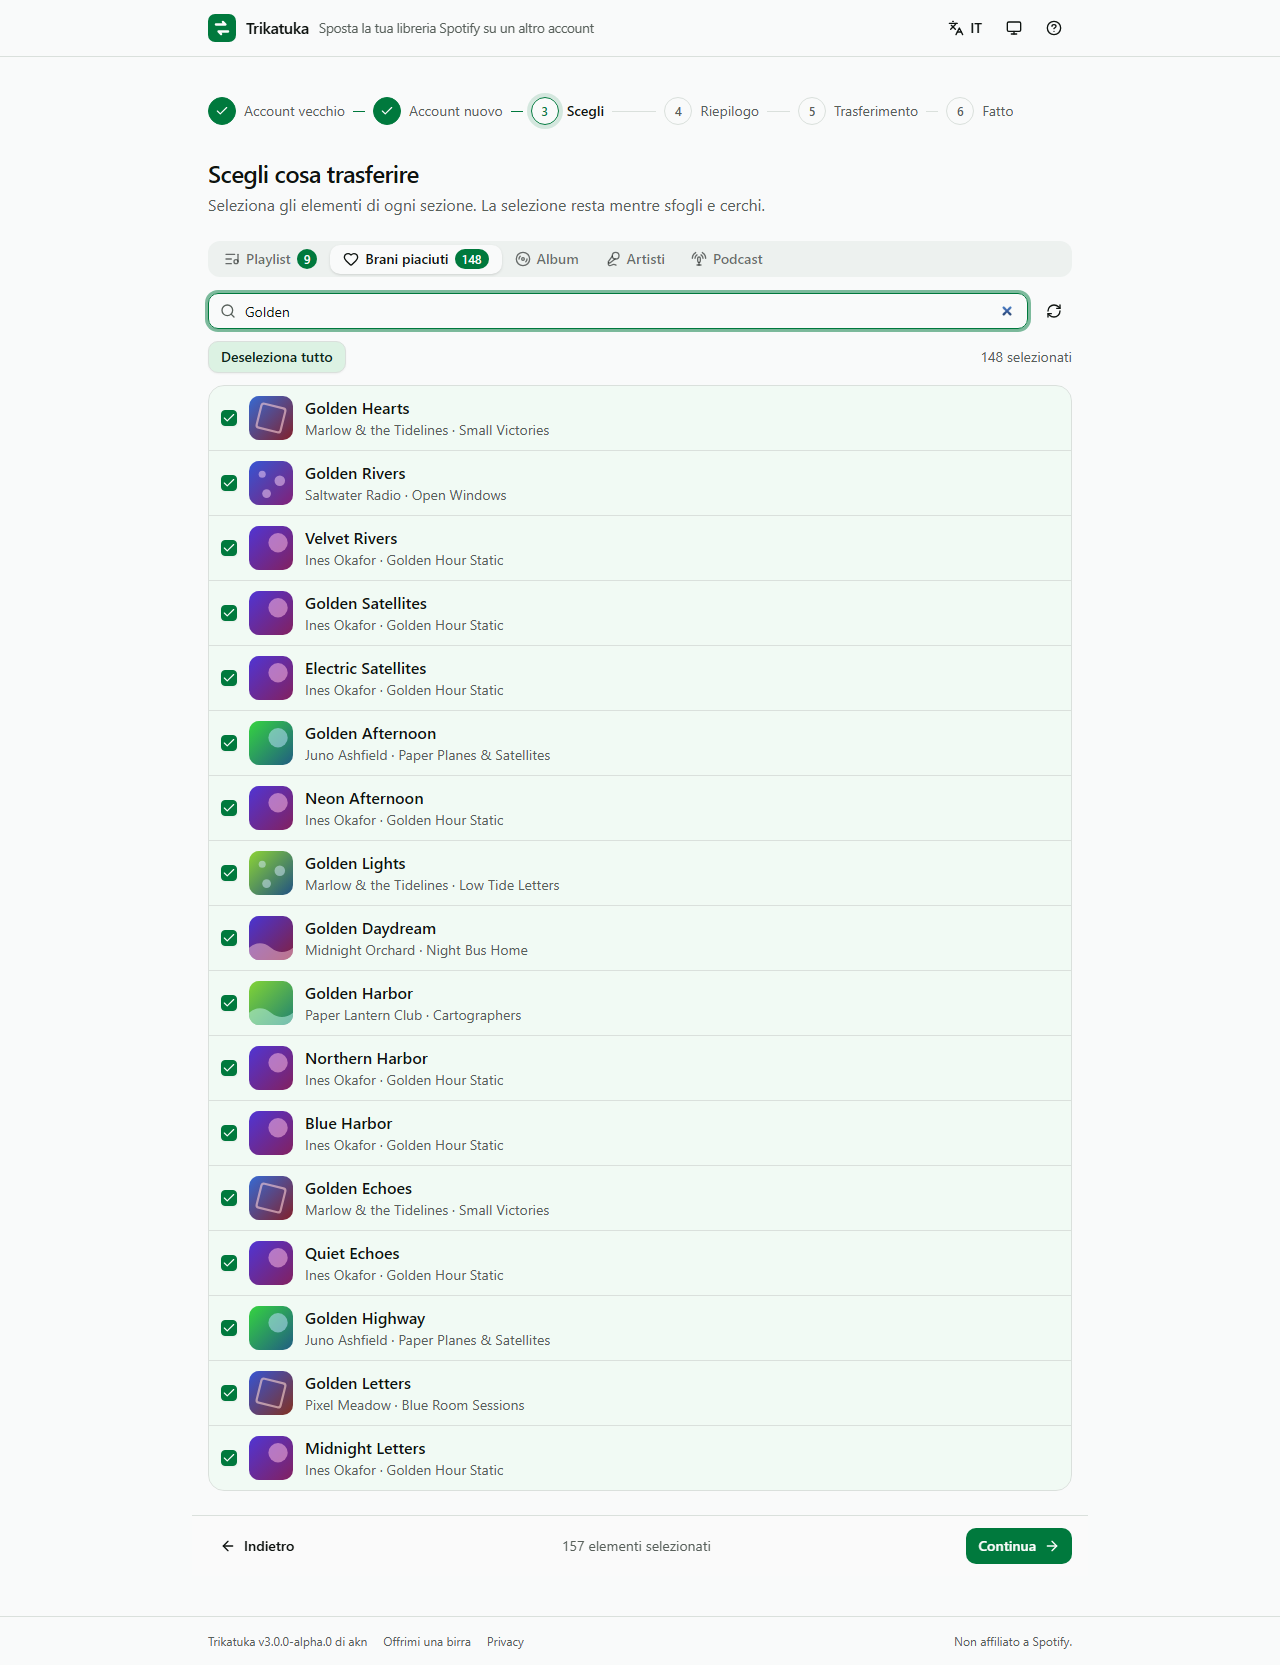 Trikatuka Sposta la tua libreria Spotify su un altro account IT
Account vecchio Account nuovo 3 Scegli 4 Riepilogo 5 Trasferimento 6 Fatto
Scegli cosa trasferire
Seleziona gli elementi di ogni sezione. La selezione resta mentre sfogli e cerchi.
Playlist 9 Brani piaciuti 148 Album Artisti Podcast
Golden
Deseleziona tutto 148 selezionati
Golden Hearts
Marlow & the Tidelines · Small Victories
Golden Rivers
Saltwater Radio · Open Windows
Velvet Rivers
Ines Okafor · Golden Hour Static
Golden Satellites
Ines Okafor · Golden Hour Static
Electric Satellites
Ines Okafor · Golden Hour Static
Golden Afternoon
Juno Ashfield · Paper Planes & Satellites
Neon Afternoon
Ines Okafor · Golden Hour Static
Golden Lights
Marlow & the Tidelines · Low Tide Letters
Golden Daydream
Midnight Orchard · Night Bus Home
Golden Harbor
Paper Lantern Club · Cartographers
Northern Harbor
Ines Okafor · Golden Hour Static
Blue Harbor
Ines Okafor · Golden Hour Static
Golden Echoes
Marlow & the Tidelines · Small Victories
Quiet Echoes
Ines Okafor · Golden Hour Static
Golden Highway
Juno Ashfield · Paper Planes & Satellites
Golden Letters
Pixel Meadow · Blue Room Sessions
Midnight Letters
Ines Okafor · Golden Hour Static
Indietro 157 elementi selezionati Continua
Trikatuka v3.0.0-alpha.0 di akn Offrimi una birra Privacy Non affiliato a Spotify.